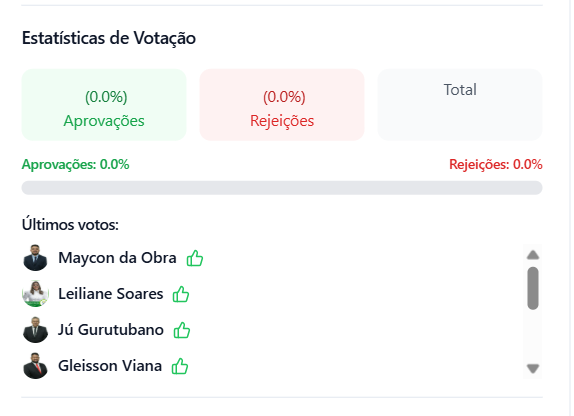 Estatísticas de Votação
(0.0%)
Aprovações
(0.0%)
Rejeições
Total
Aprovações: 0.0%
Rejeições: 0.0%
Últimos votos:
Maycon da Obra
Leiliane Soares
Jú Gurutubano
Gleisson Viana